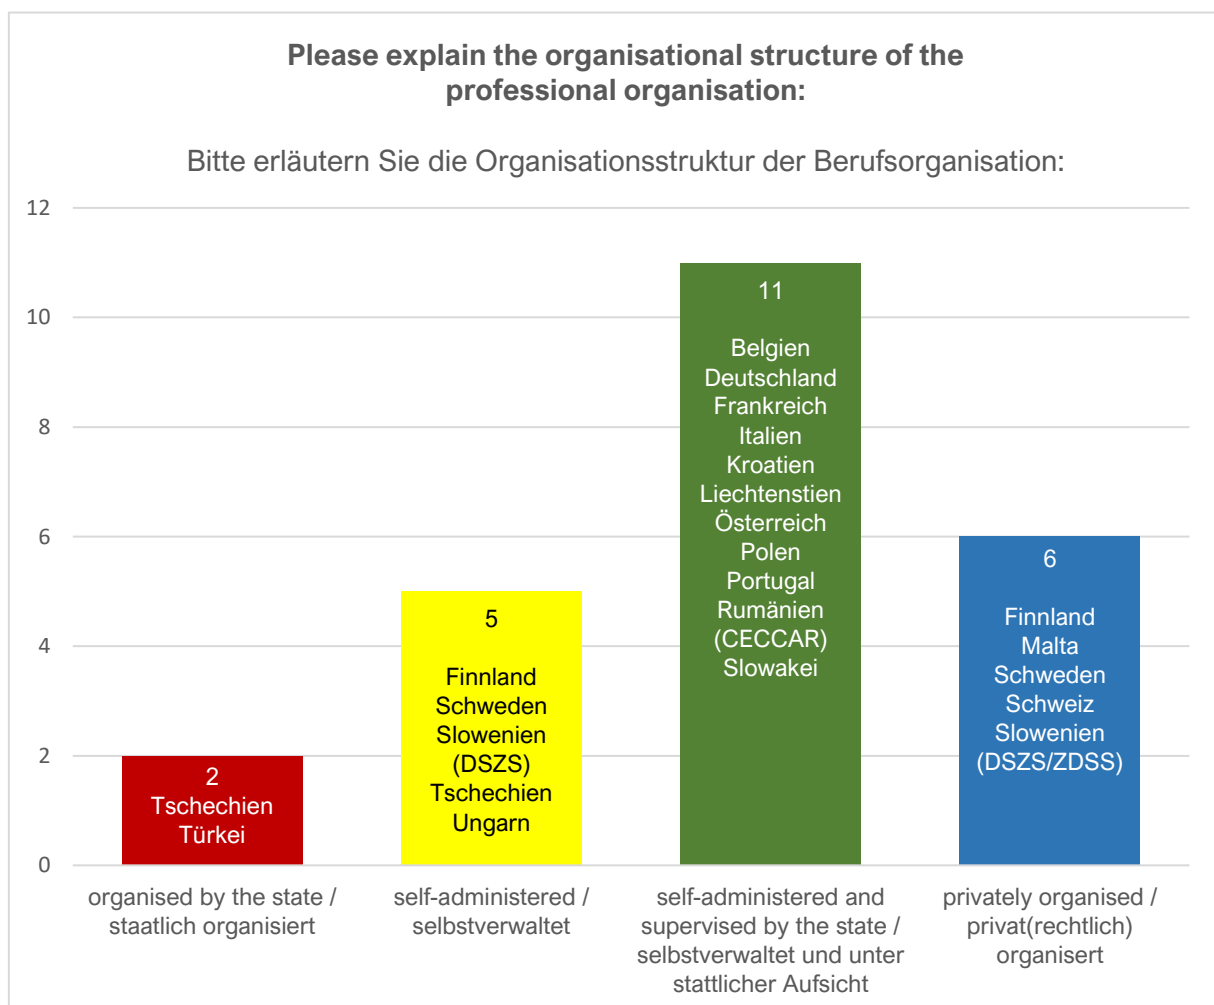 Please explain the organisational structure of the
professional organisation:
Bitte erläutern Sie die Organisationsstruktur der Berufsorganisation:
12
10
8
6
4
2
0
2
Tschechien
Türkei
5
Finnland
Schweden
Slowenien
(DSZS)
Tschechien
Ungarn
11
Belgien
Deutschland
Frankreich
Italien
Kroatien
Liechtenstien
Österreich
Polen
Portugal
Rumänien
(CECCAR)
Slowakei
6
Finnland
Malta
Schweden
Schweiz
Slowenien
(DSZS/ZDSS)
organised by the state /
staatlich organisiert
self-administered /
selbstverwaltet
self-administered and
supervised by the state /
selbstverwaltet und unter
stattlicher Aufsicht
privately organised /
privat(rechtlich)
organisert